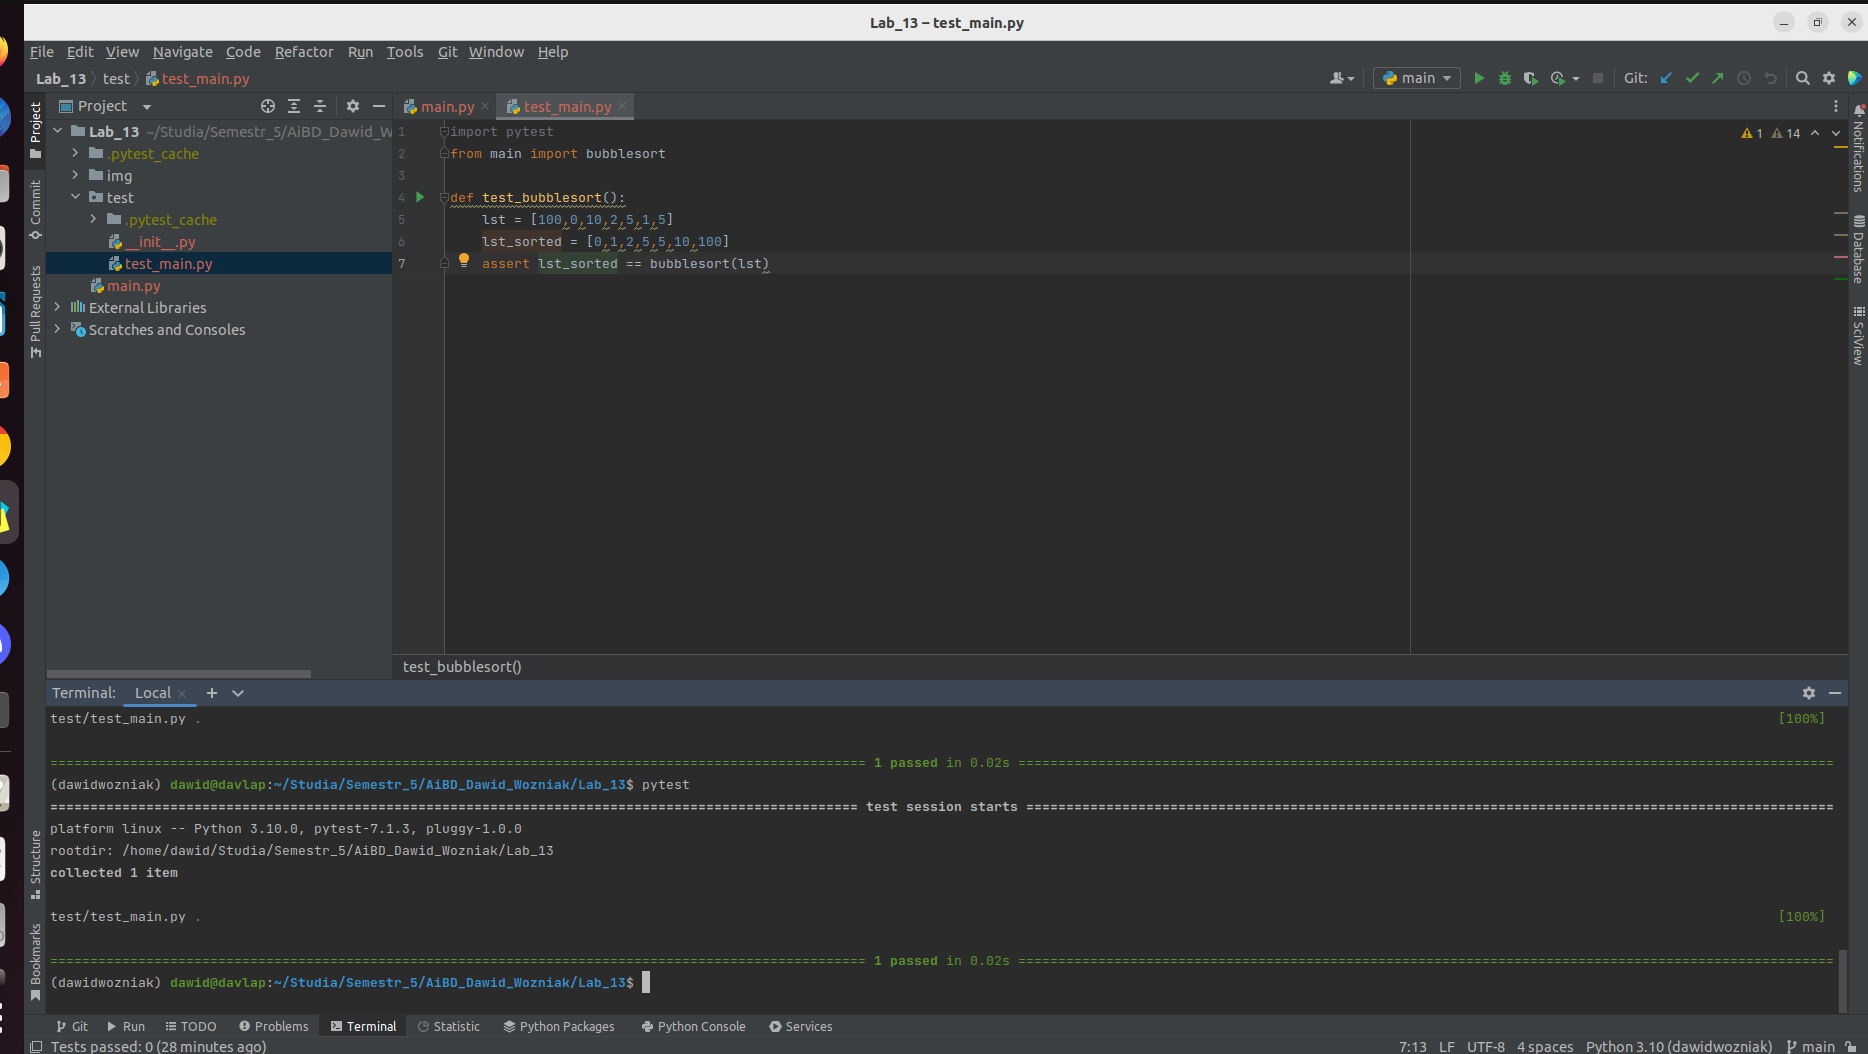 Lab_13 – test_main.py
File Edit View Navigate Code Refactor Run Tools Git Window Help
Lab_13 test test_main.py main Git:
Project
main.py test_main.py
Lab_13 ~/Studia/Semestr_5/AiBD_Dawid_W
.pytest_cache
img
test
.pytest_cache
__init__.py
test_main.py
main.py
External Libraries
Scratches and Consoles
1 import pytest
2 from main import bubblesort
3
4 def test_bubblesort():
5 lst = [100,0,10,2,5,1,5]
6 lst_sorted = [0,1,2,5,5,10,100]
7 assert lst_sorted == bubblesort(lst)
1 14
test_bubblesort()
Project
Commit
Pull Requests
Structure
Bookmarks
Notifications
Database
SciView
Terminal: Local
test/test_main.py . [100%]
1 passed in 0.02s
(dawidwozniak) dawid@davlap:~/Studia/Semestr_5/AiBD_Dawid_Wozniak/Lab_13$ pytest
test session starts
platform linux -- Python 3.10.0, pytest-7.1.3, pluggy-1.0.0
rootdir: /home/dawid/Studia/Semestr_5/AiBD_Dawid_Wozniak/Lab_13
collected 1 item
test/test_main.py . [100%]
1 passed in 0.02s
(dawidwozniak) dawid@davlap:~/Studia/Semestr_5/AiBD_Dawid_Wozniak/Lab_13$
Git Run TODO Problems Terminal Statistic Python Packages Python Console Services
Tests passed: 0 (28 minutes ago) 7:13 LF UTF-8 4 spaces Python 3.10 (dawidwozniak) main